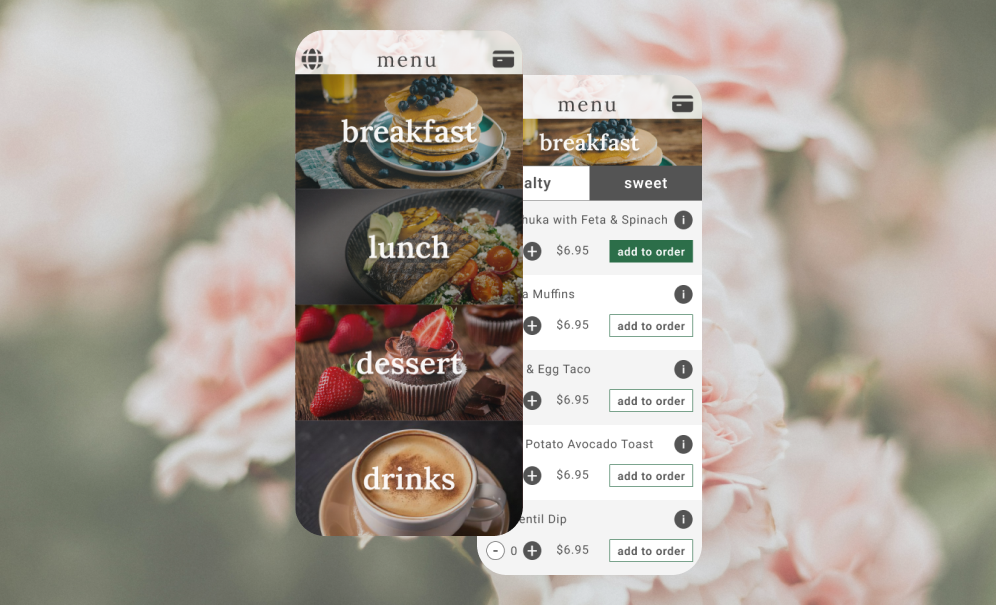 menu
breakfast
lunch
dessert
drinks
menu
breakfast
alty
sweet
huka with Feta & Spinach
i
+
$6.95
add to order
a Muffins
i
+
$6.95
add to order
& Egg Taco
i
+
$6.95
add to order
Potato Avocado Toast
i
+
$6.95
add to order
entil Dip
i
- 0 +
$6.95
add to order